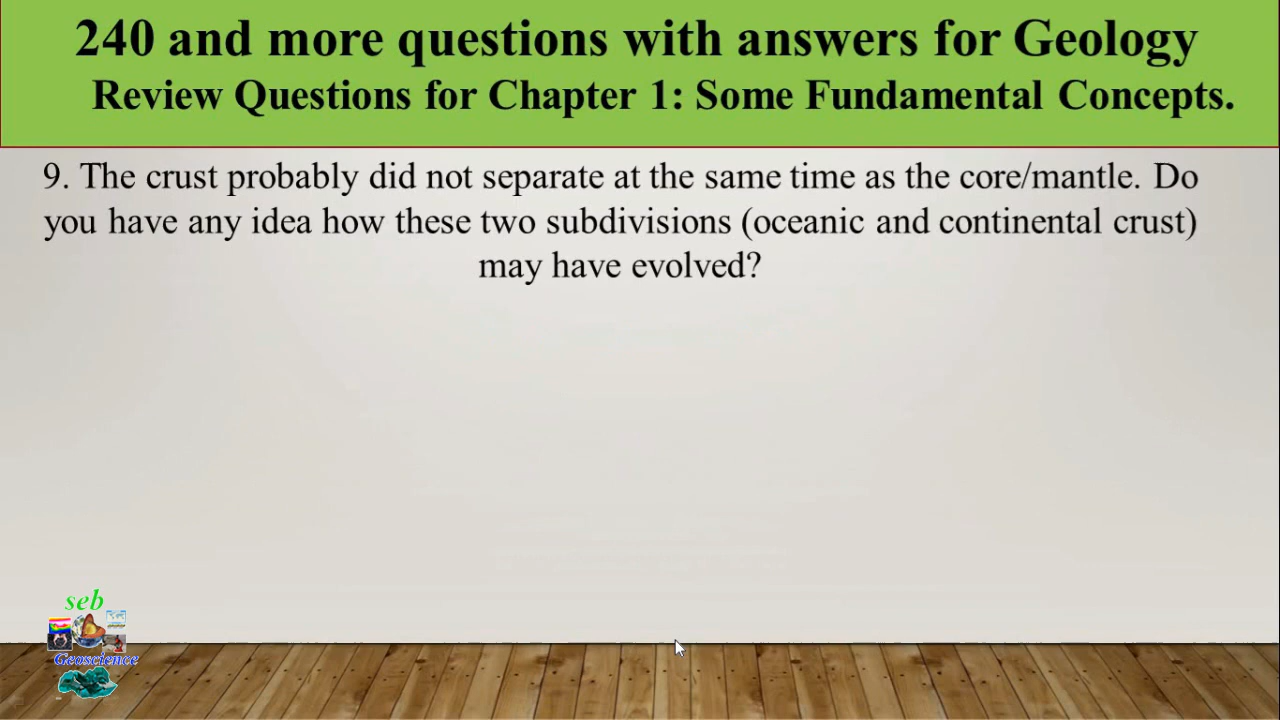 240 and more questions with answers for Geology
Review Questions for Chapter 1: Some Fundamental Concepts.
9. The crust probably did not separate at the same time as the core/mantle. Do
you have any idea how these two subdivisions (oceanic and continental crust)
may have evolved?
seb
Geoscience